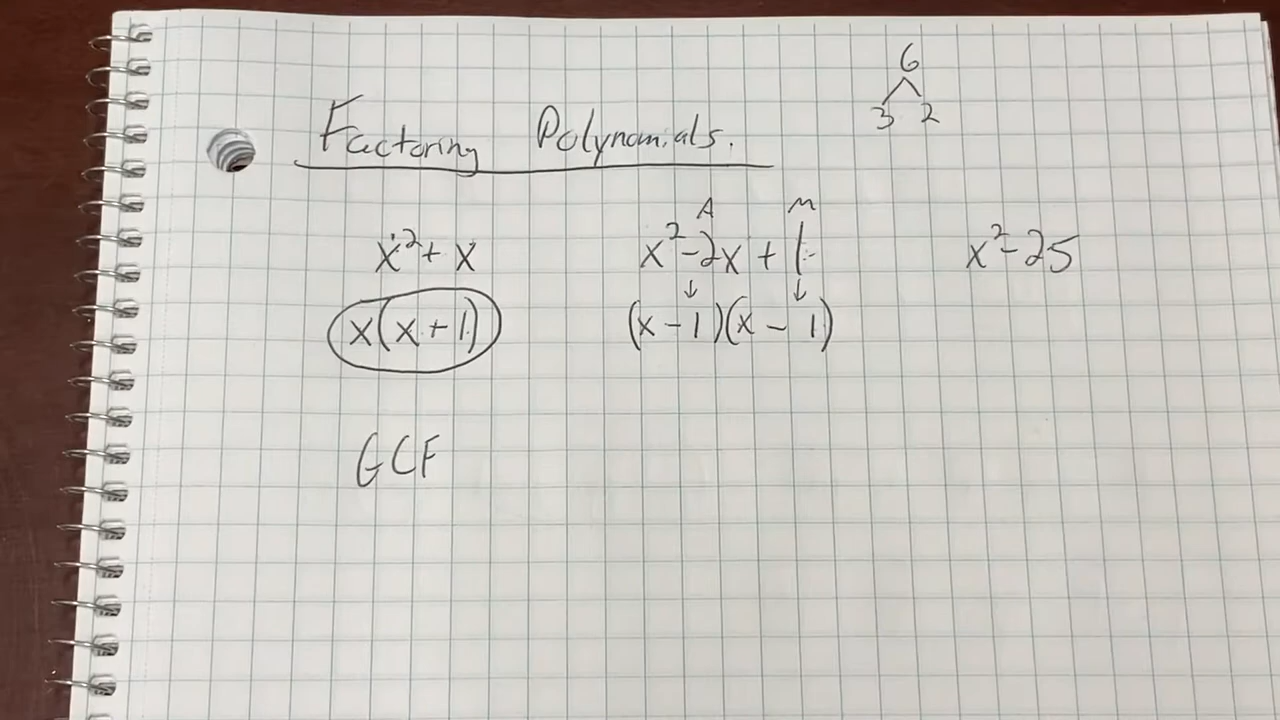 6
3 2
Factoring Polynomials.
A M
x²+ x x²-2x + 1 x²-25
↓ ↓
x(x+1) (x-1)(x-1)
GCF